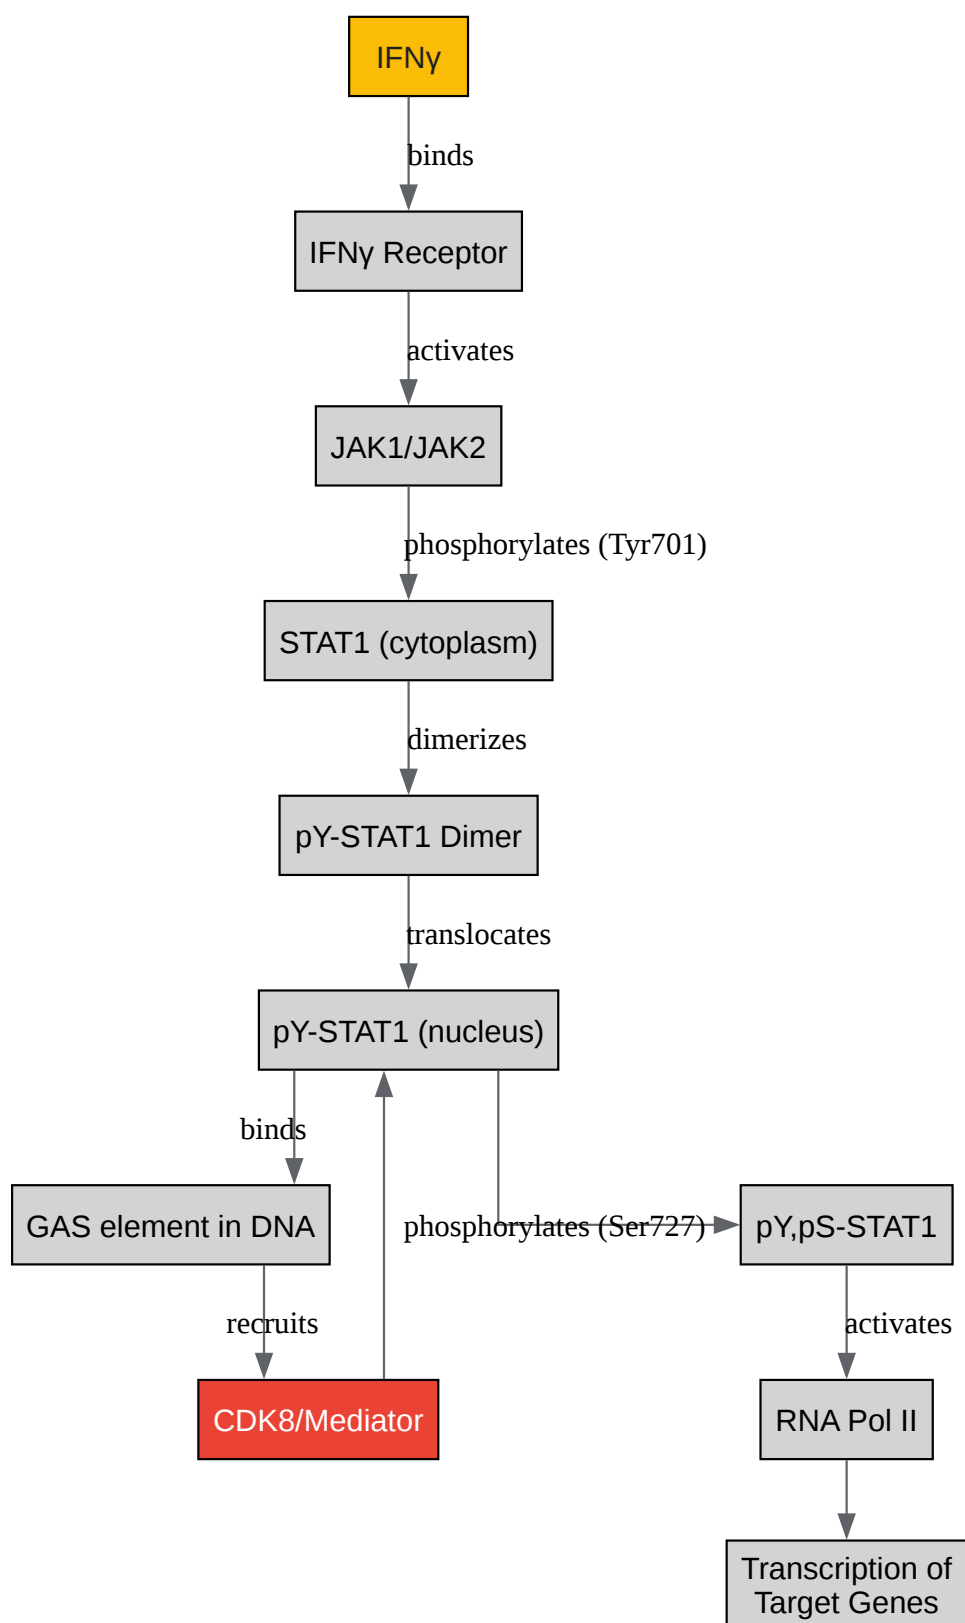 IFNγ
binds
IFNγ Receptor
activates
JAK1/JAK2
phosphorylates (Tyr701)
STAT1 (cytoplasm)
dimerizes
pY-STAT1 Dimer
translocates
pY-STAT1 (nucleus)
binds
GAS element in DNA
phosphorylates (Ser727)
pY,pS-STAT1
recruits
activates
CDK8/Mediator
RNA Pol II
Transcription of
Target Genes